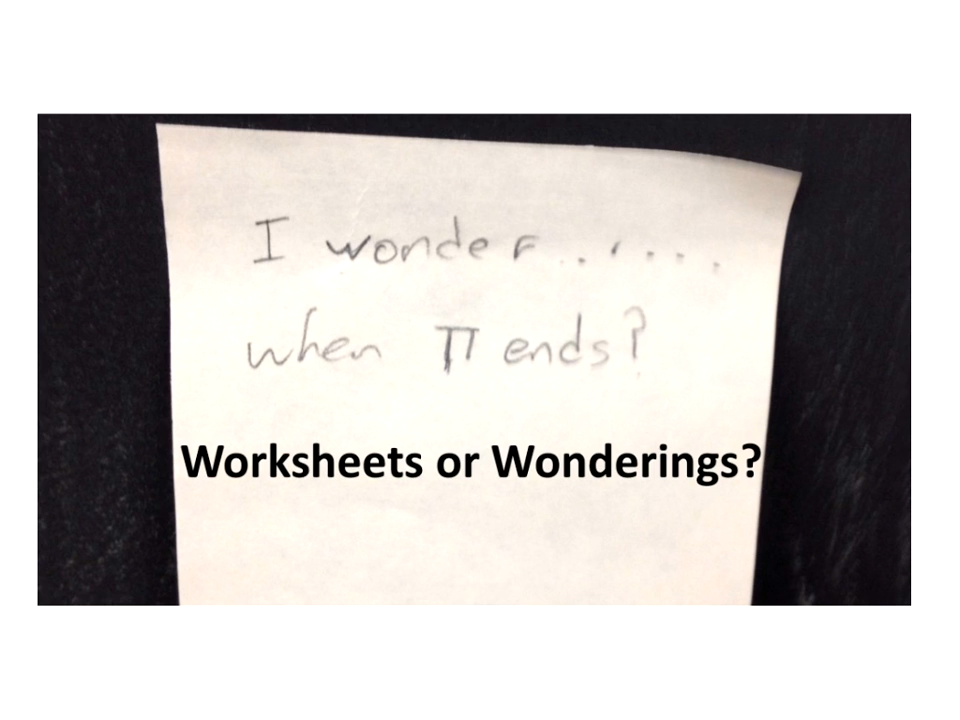 I wonder.......
when π ends?
Worksheets or Wonderings?